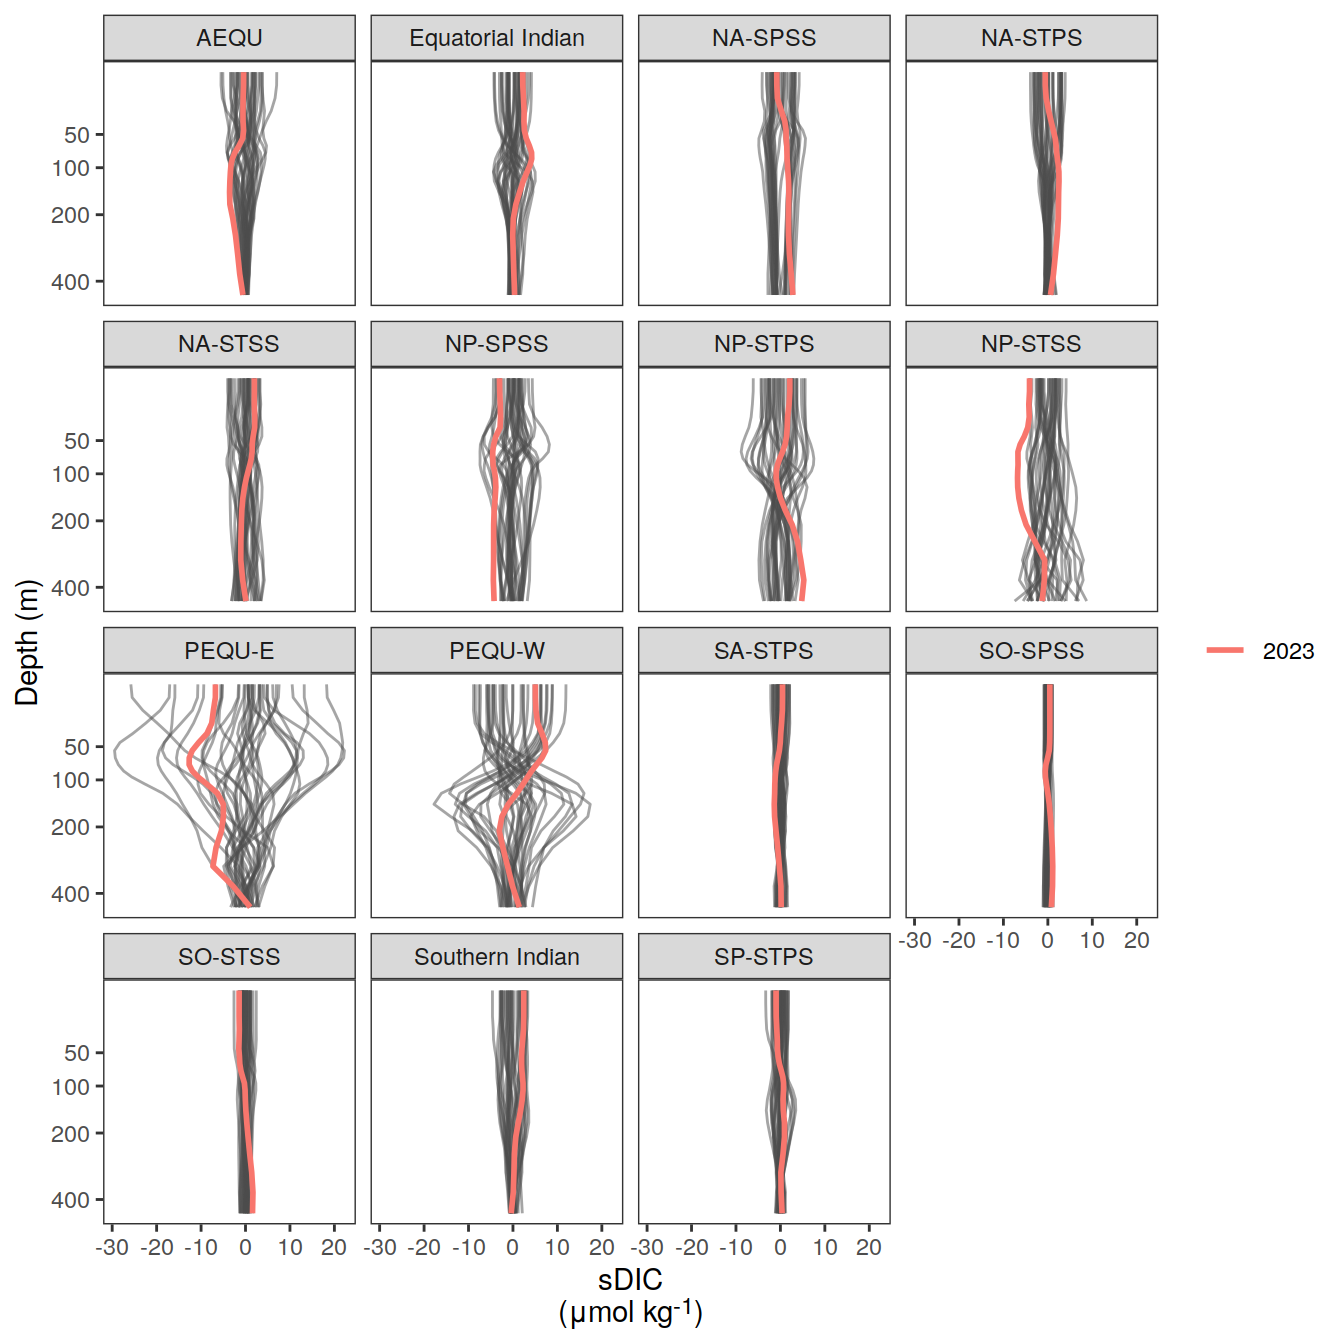 AEQU Equatorial Indian NA-SPSS NA-STPS
50
100
200
400
NA-STSS NP-SPSS NP-STPS NP-STSS
50
100
200
400
Depth (m)
PEQU-E PEQU-W SA-STPS SO-SPSS
2023
50
100
200
400
-30 -20 -10 0 10 20
SO-STSS Southern Indian SP-STPS
50
100
200
400
-30 -20 -10 0 10 20 -30 -20 -10 0 10 20 -30 -20 -10 0 10 20
sDIC
(µmol kg⁻¹)